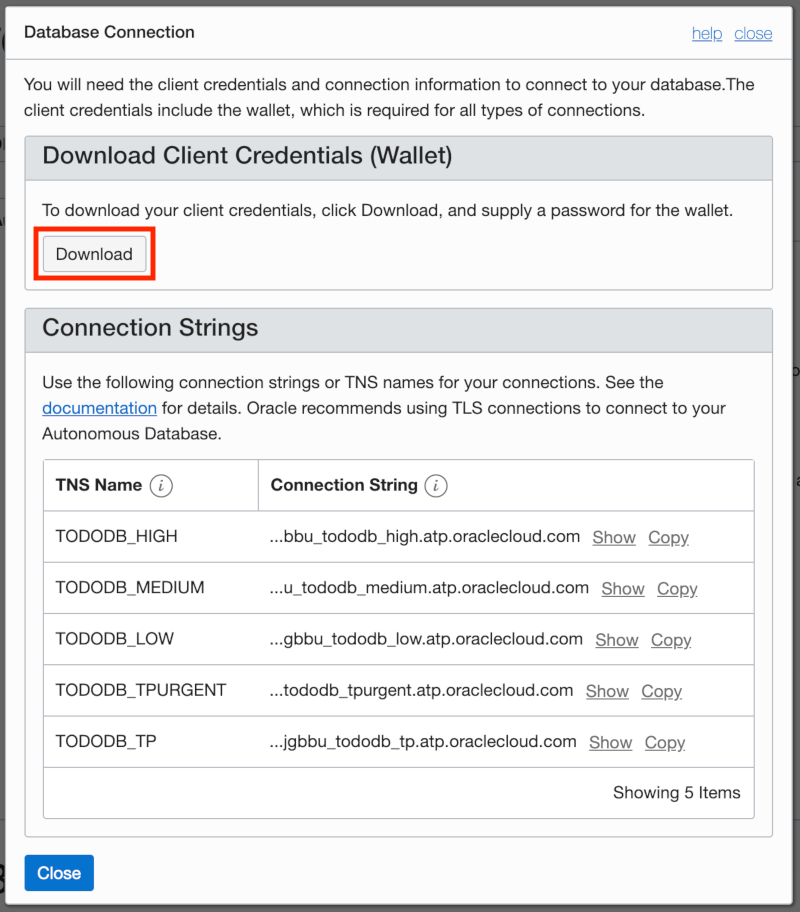 Database Connection help close
You will need the client credentials and connection information to connect to your database.The
client credentials include the wallet, which is required for all types of connections.
Download Client Credentials (Wallet)
To download your client credentials, click Download, and supply a password for the wallet.
Download
Connection Strings
Use the following connection strings or TNS names for your connections. See the
documentation for details. Oracle recommends using TLS connections to connect to your
Autonomous Database.
TNS Name i Connection String i
TODODB_HIGH ...bbu_tododb_high.atp.oraclecloud.com Show Copy
TODODB_MEDIUM ...u_tododb_medium.atp.oraclecloud.com Show Copy
TODODB_LOW ...gbbu_tododb_low.atp.oraclecloud.com Show Copy
TODODB_TPURGENT ...tododb_tpurgent.atp.oraclecloud.com Show Copy
TODODB_TP ...jgbbu_tododb_tp.atp.oraclecloud.com Show Copy
Showing 5 Items
Close